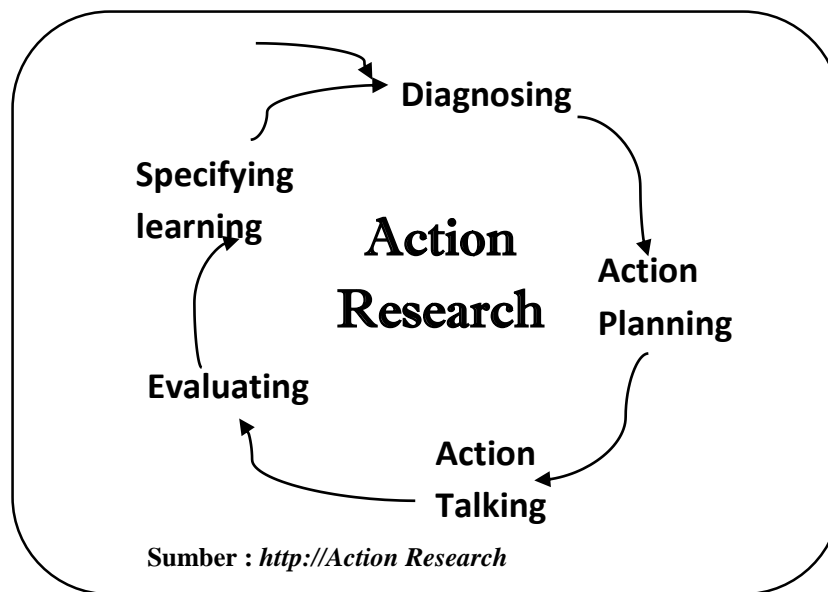 Diagnosing
Specifying
learning
Action
Research
Action
Planning
Evaluating
Action
Talking
Sumber : http://Action Research